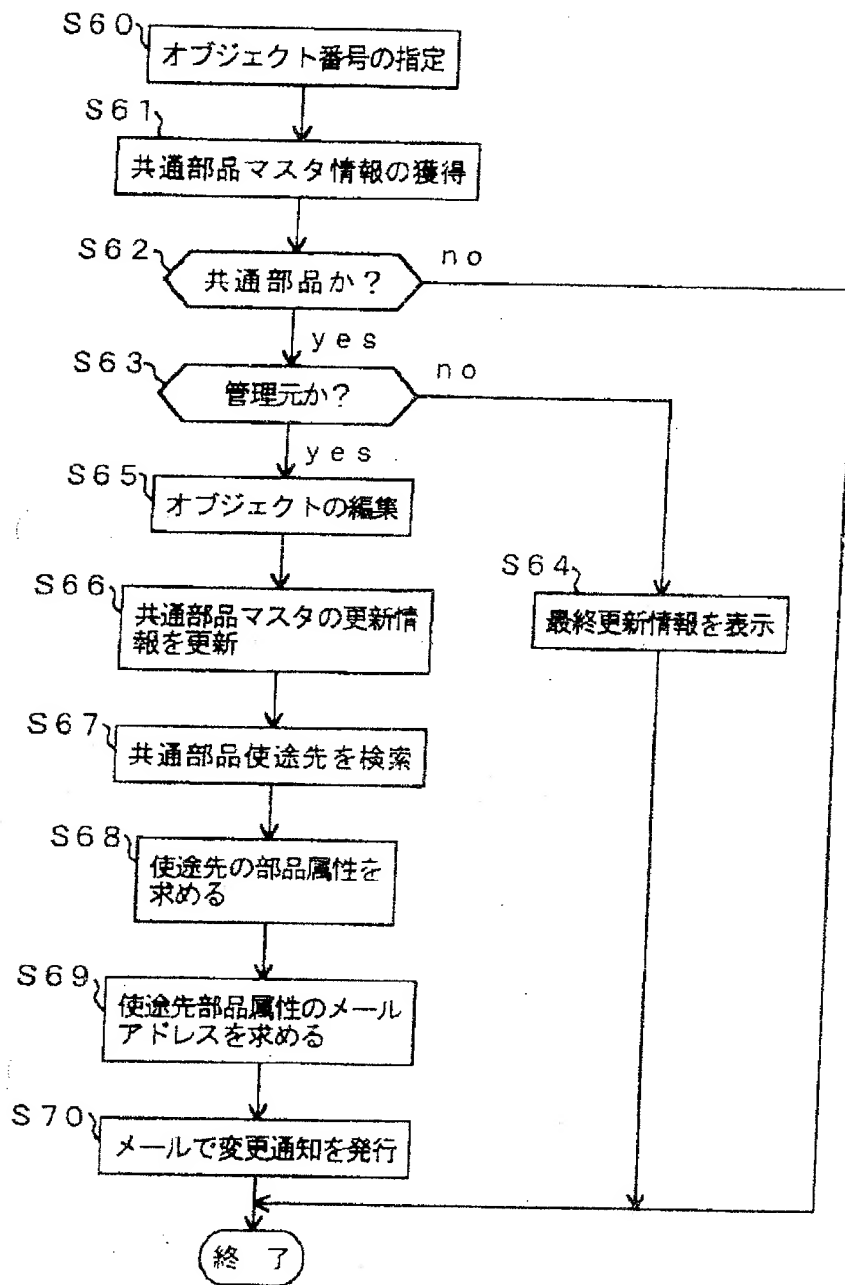 S60
オブジェクト番号の指定
S61
共通部品マスタ情報の獲得
S62
共通部品か?
no
yes
S63
管理元か?
no
yes
S65
オブジェクトの編集
S64
最終更新情報を表示
S66
共通部品マスタの更新情
報を更新
S67
共通部品使途先を検索
S68
使途先の部品属性を
求める
S69
使途先部品属性のメール
アドレスを求める
S70
メールで変更通知を発行
終 了